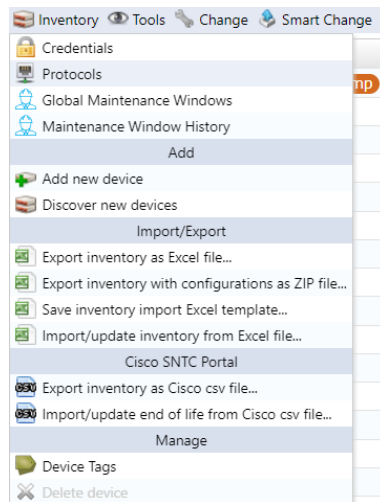 Inventory Tools Change Smart Change
Credentials
Protocols
mp
Global Maintenance Windows
Maintenance Window History
Add
Add new device
Discover new devices
Import/Export
Export inventory as Excel file...
Export inventory with configurations as ZIP file...
Save inventory import Excel template...
Import/update inventory from Excel file...
Cisco SNTC Portal
CSV Export inventory as Cisco csv file...
CSV Import/update end of life from Cisco csv file...
Manage
Device Tags
Delete device